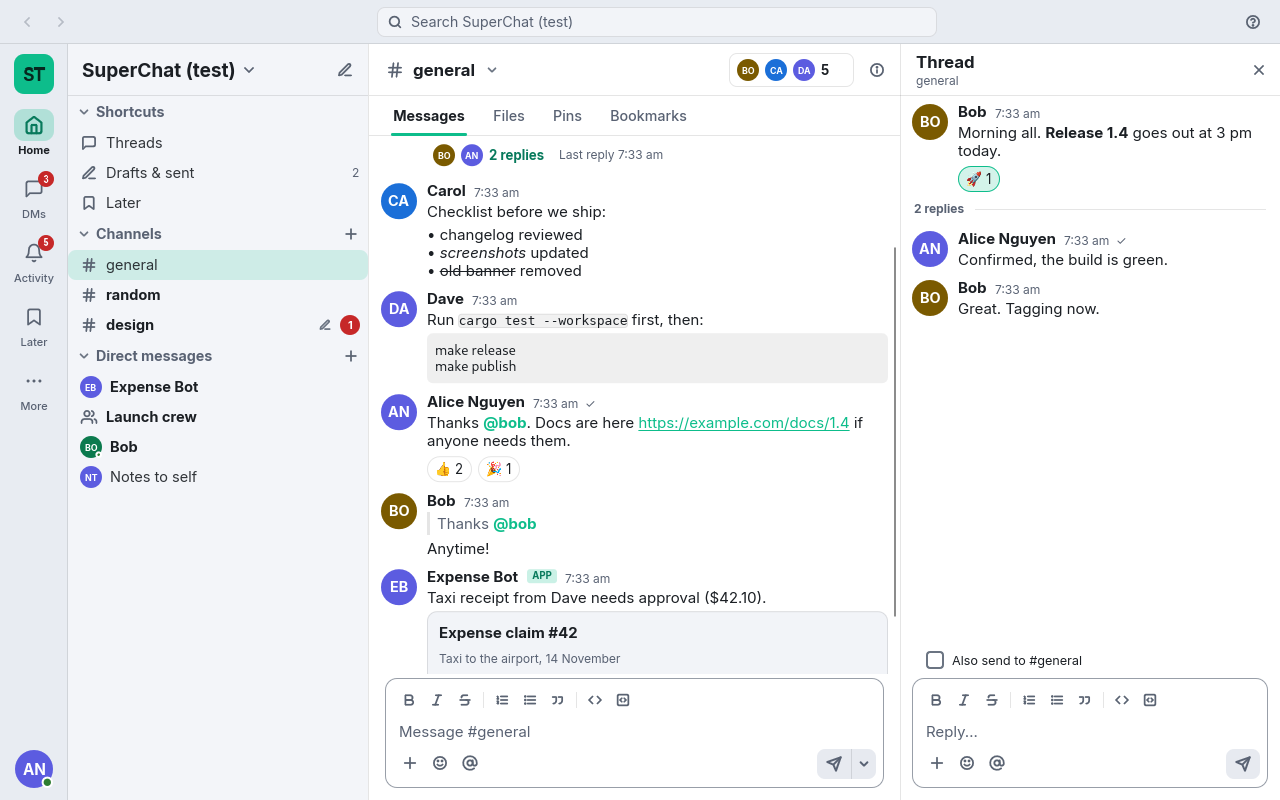 Search SuperChat (test)
ST
Home
3
DMs
5
Activity
Later
More
AN
SuperChat (test)
Shortcuts
Threads
Drafts & sent 2
Later
Channels
general
random
design 1
Direct messages
EB Expense Bot
Launch crew
BO Bob
NT Notes to self
# general
BO CA DA 5
Messages Files Pins Bookmarks
BO AN 2 replies Last reply 7:33 am
CA Carol 7:33 am
Checklist before we ship:
• changelog reviewed
• screenshots updated
• old banner removed
DA Dave 7:33 am
Run cargo test --workspace first, then:
make release
make publish
AN Alice Nguyen 7:33 am ✓
Thanks @bob. Docs are here https://example.com/docs/1.4 if
anyone needs them.
👍 2 🎉 1
BO Bob 7:33 am
Thanks @bob
Anytime!
EB Expense Bot APP 7:33 am
Taxi receipt from Dave needs approval ($42.10).
Expense claim #42
Taxi to the airport, 14 November
Message #general
Thread
general
BO Bob 7:33 am
Morning all. Release 1.4 goes out at 3 pm
today.
🚀 1
2 replies
AN Alice Nguyen 7:33 am ✓
Confirmed, the build is green.
BO Bob 7:33 am
Great. Tagging now.
Also send to #general
Reply…